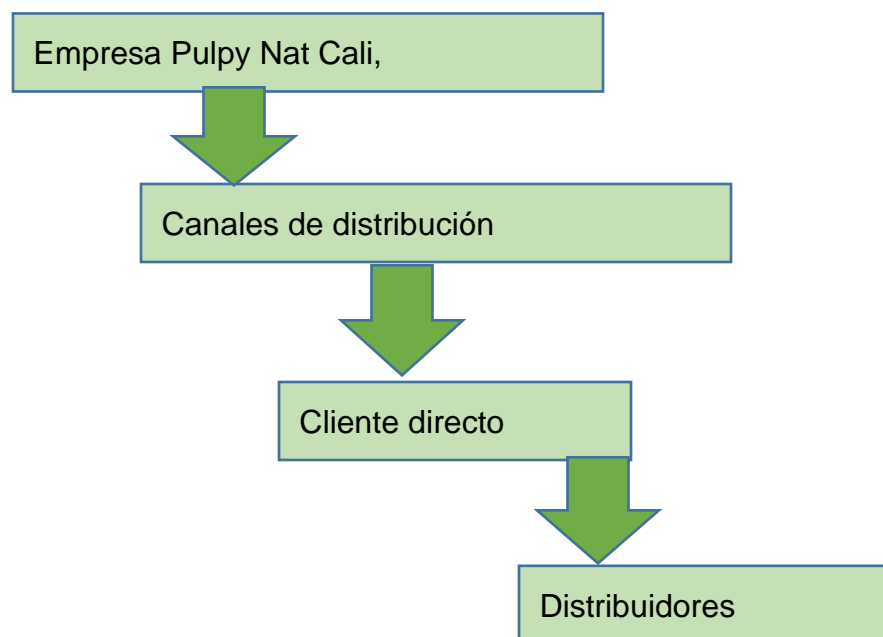 Empresa Pulpy Nat Cali,
Canales de distribución
Cliente directo
Distribuidores